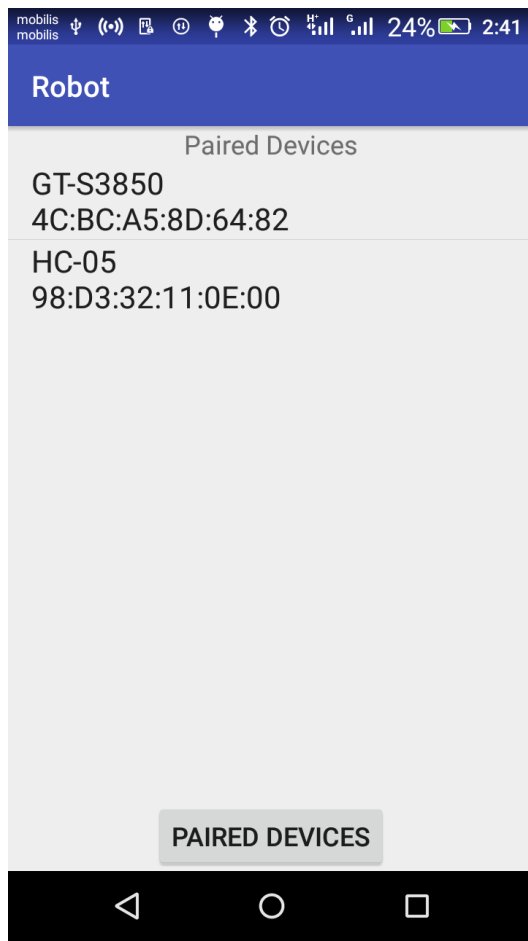 mobilis
mobilis
H+ G 24% 2:41
Robot
Paired Devices
GT-S3850
4C:BC:A5:8D:64:82
HC-05
98:D3:32:11:0E:00
PAIRED DEVICES